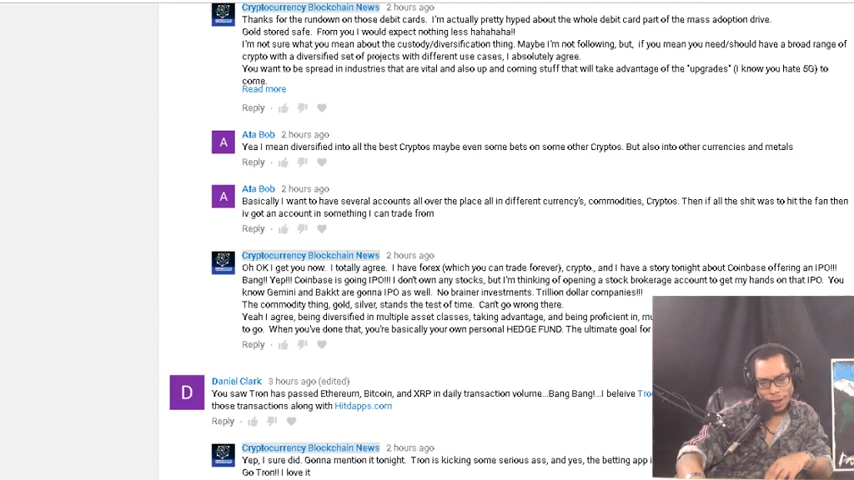 Cryptocurrency Blockchain News 2 hours ago
Thanks for the rundown on those debit cards. I'm actually pretty hyped about the whole debit card part of the mass adoption drive.
Gold stored safe. From you I would expect nothing less hahahaha!!
I'm not sure what you mean about the custody/diversification thing. Maybe I'm not following, but, if you mean you need/should have a broad range of
crypto with a diversified set of projects with different use cases, I absolutely agree.
You want to be spread in industries that are vital and also up and coming stuff that will take advantage of the "upgrades" (I know you hate 5G) to
come.
Read more
Reply
A
Ata Bob 2 hours ago
Yea I mean diversified into all the best Cryptos maybe even some bets on some other Cryptos. But also into other currencies and metals
Reply
A
Ata Bob 2 hours ago
Basically I want to have several accounts all over the place all in different currency's, commodities, Cryptos. Then if all the shit was to hit the fan then
iv got an account in something I can trade from
Reply
Cryptocurrency Blockchain News 2 hours ago
Oh OK I get you now. I totally agree. I have forex (which you can trade forever), crypto,, and I have a story tonight about Coinbase offering an IPO!!!
Bang!! Yep!!! Coinbase is going IPO!!! I don't own any stocks, but I'm thinking of opening a stock brokerage account to get my hands on that IPO. You
know Gemini and Bakkt are gonna IPO as well. No brainer investments. Trillion dollar companies!!!
The commodity thing, gold, silver, stands the test of time. Can't go wrong there.
Yeah I agree, being diversified in multiple asset classes, taking advantage, and being proficient in, mu
to go. When you've done that, you're basically your own personal HEDGE FUND. The ultimate goal for
Reply
D
Daniel Clark 3 hours ago (edited)
You saw Tron has passed Ethereum, Bitcoin, and XRP in daily transaction volume...Bang Bang!...I beleive Tro
those transactions along with Hitdapps.com
Reply
Cryptocurrency Blockchain News 2 hours ago
Yep, I sure did. Gonna mention it tonight. Tron is kicking some serious ass, and yes, the betting app i
Go Tron!! I love it